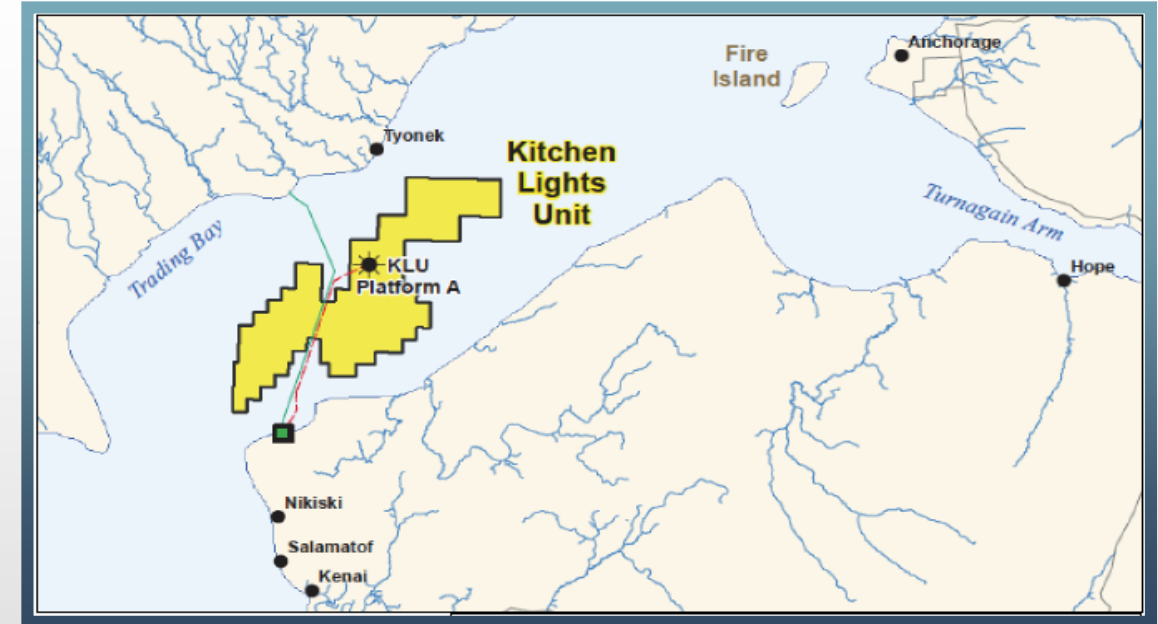 Anchorage
Fire
Island
Tyonek
Kitchen
Lights
Unit
Turnagain Arm
Trading Bay
KLU
Platform A
Hope
Nikiski
Salamatof
Kenai